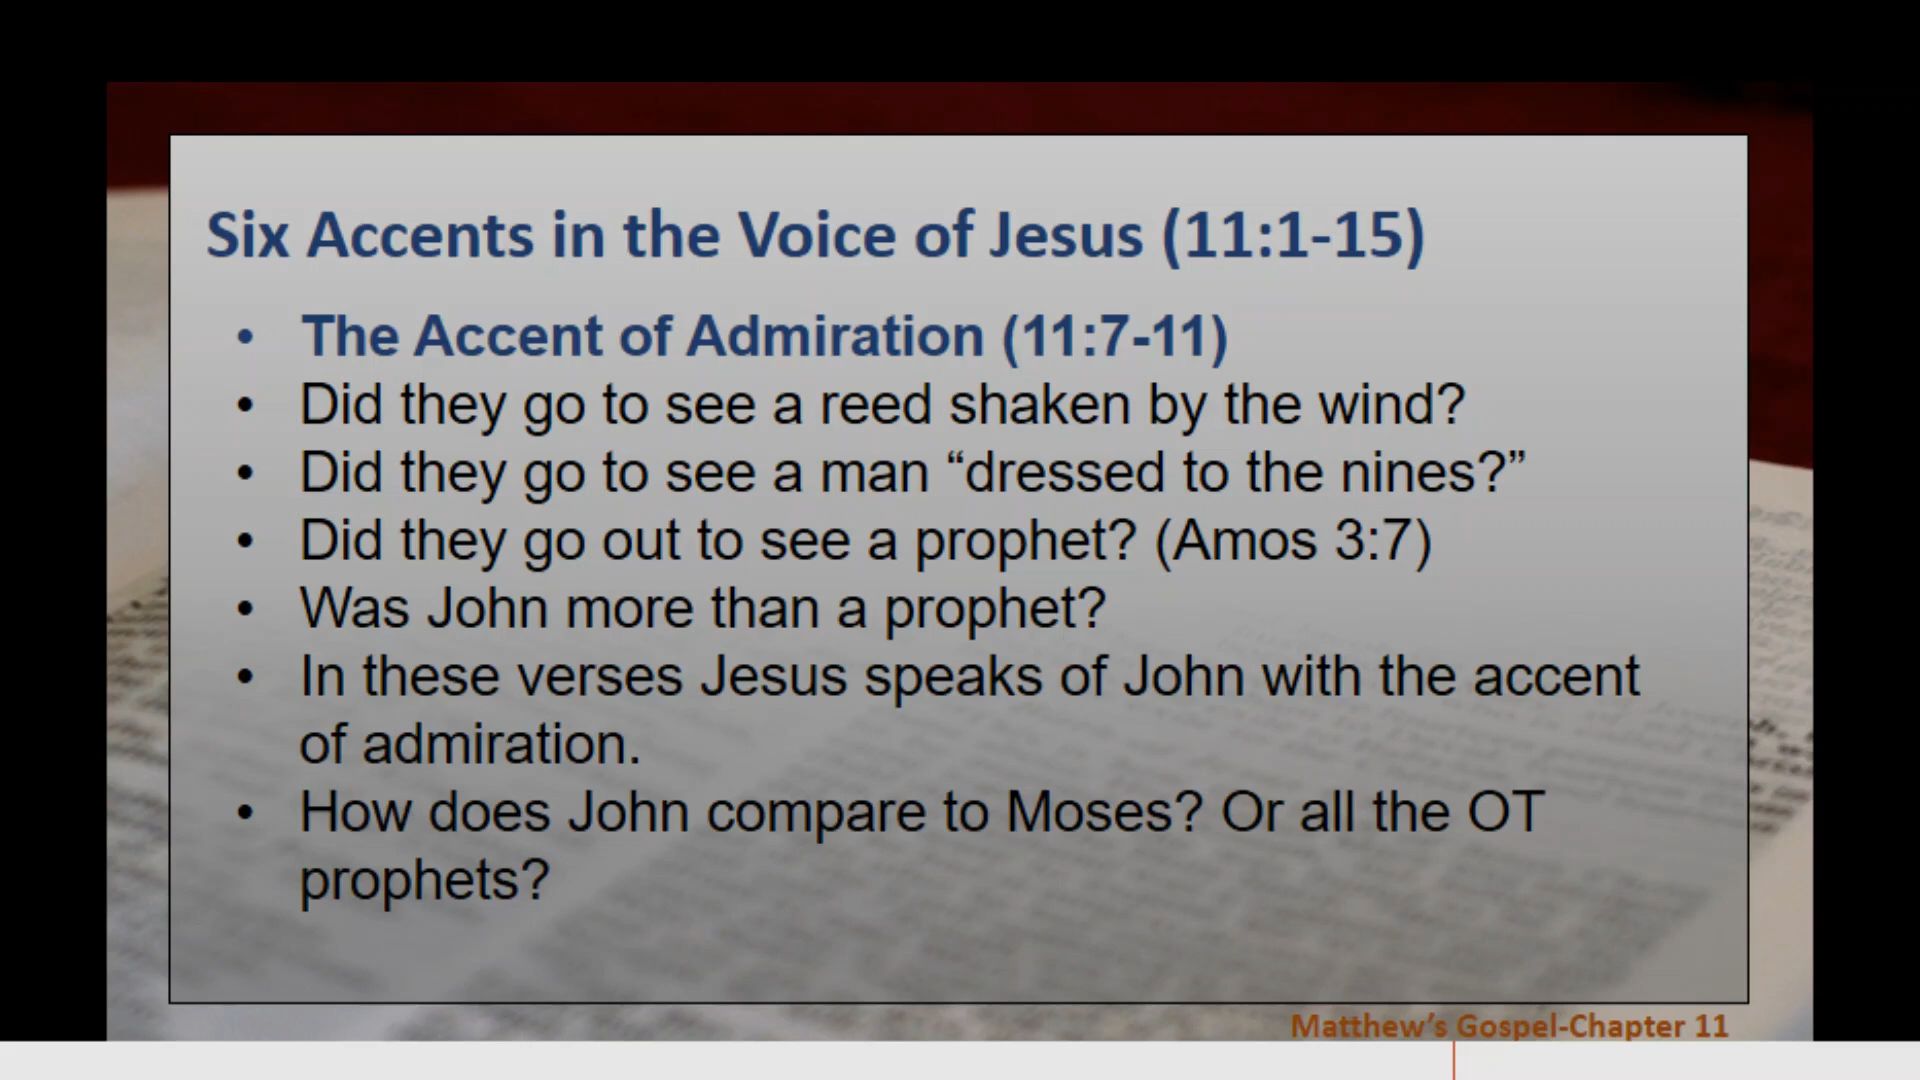 Six Accents in the Voice of Jesus (11:1-15)
• The Accent of Admiration (11:7-11)
• Did they go to see a reed shaken by the wind?
• Did they go to see a man “dressed to the nines?”
• Did they go out to see a prophet? (Amos 3:7)
• Was John more than a prophet?
• In these verses Jesus speaks of John with the accent
of admiration.
• How does John compare to Moses? Or all the OT
prophets?
Matthew’s Gospel-Chapter 11